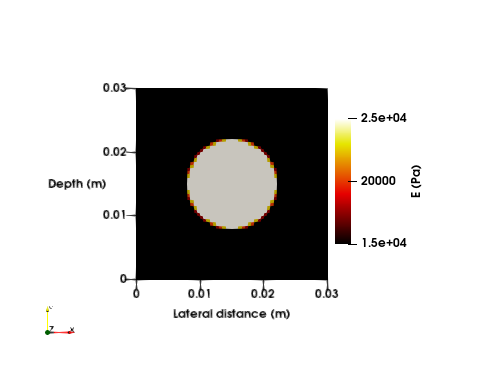 0.03
0.02
Depth (m)
0.01
0
0
0.01
0.02
0.03
Lateral distance (m)
2.5e+04
20000
1.5e+04
E (Pa)
Z
X